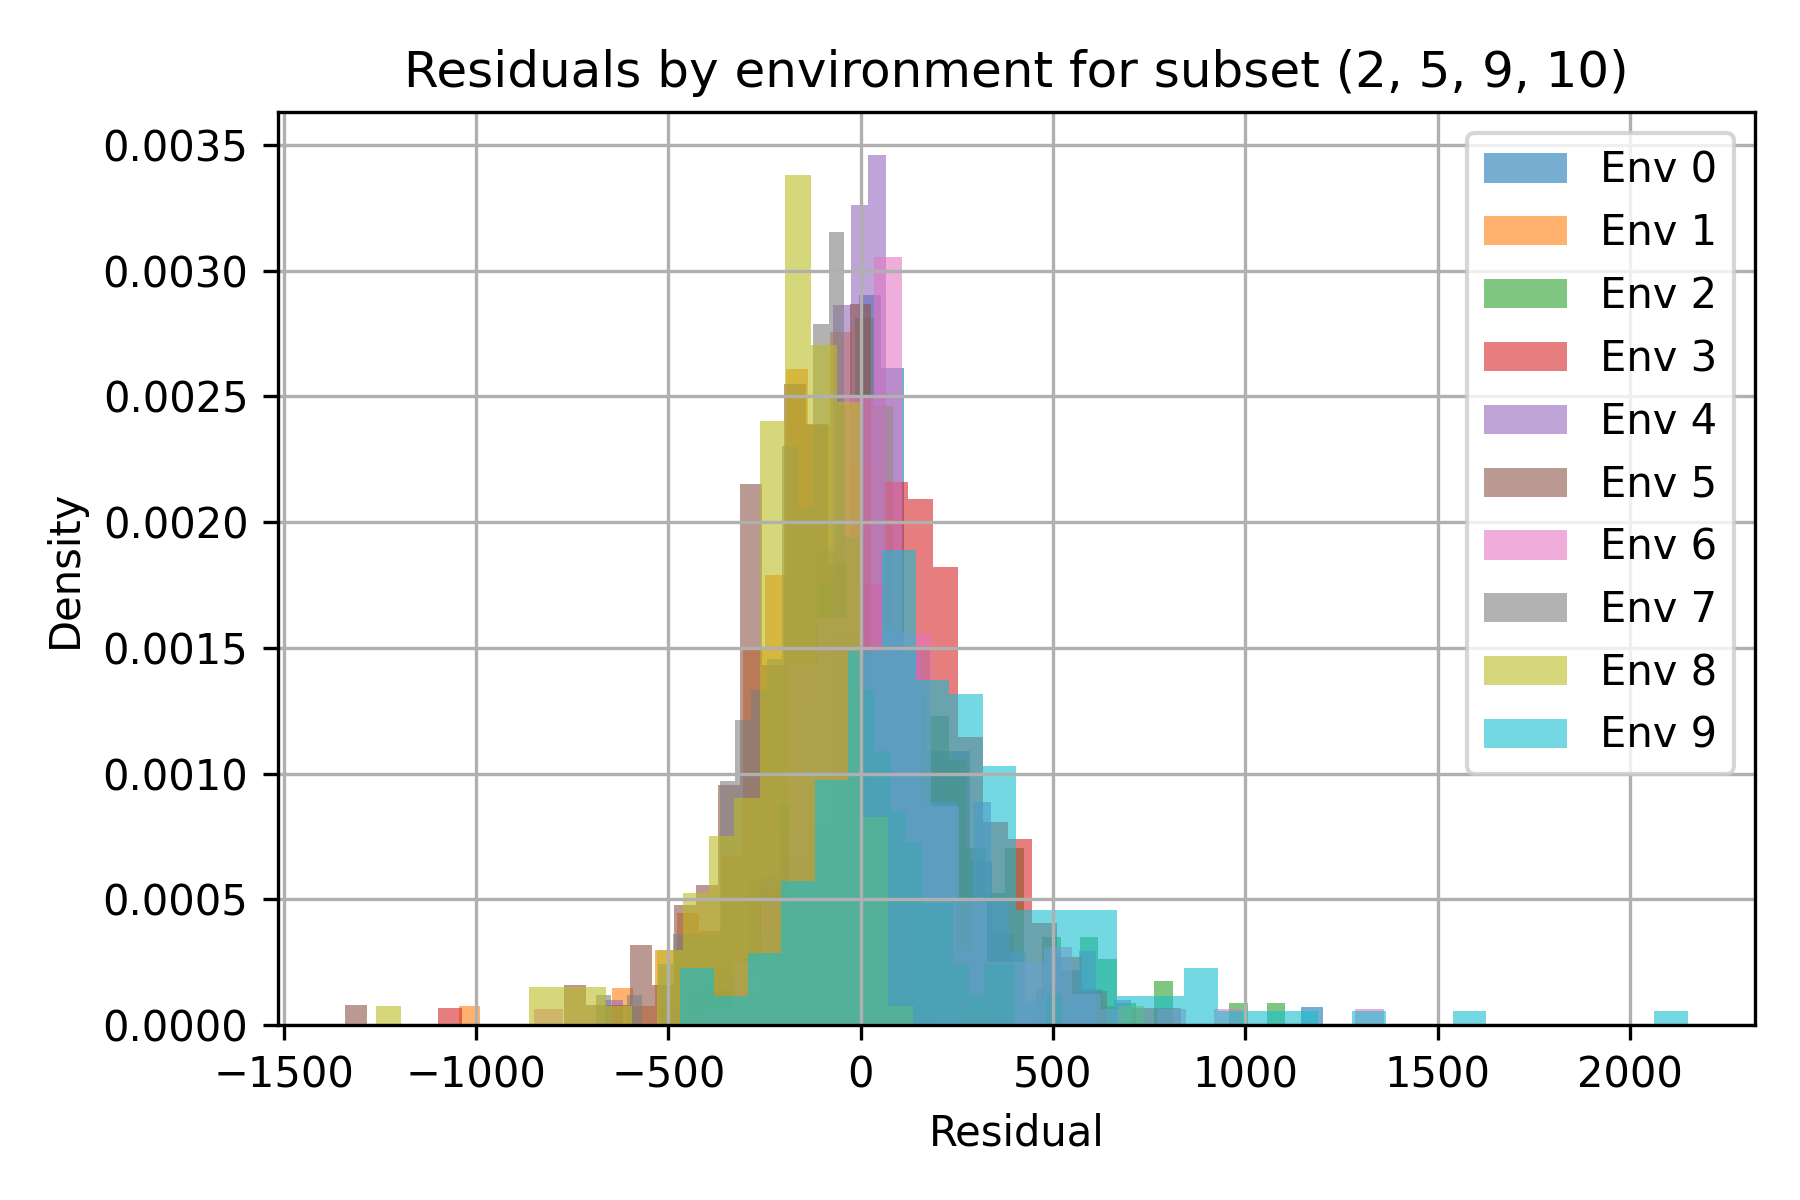 Residuals by environment for subset (2, 5, 9, 10)
Density
0.0035
0.0030
0.0025
0.0020
0.0015
0.0010
0.0005
0.0000
−1500 −1000 −500 0 500 1000 1500 2000
Residual
Env 0
Env 1
Env 2
Env 3
Env 4
Env 5
Env 6
Env 7
Env 8
Env 9